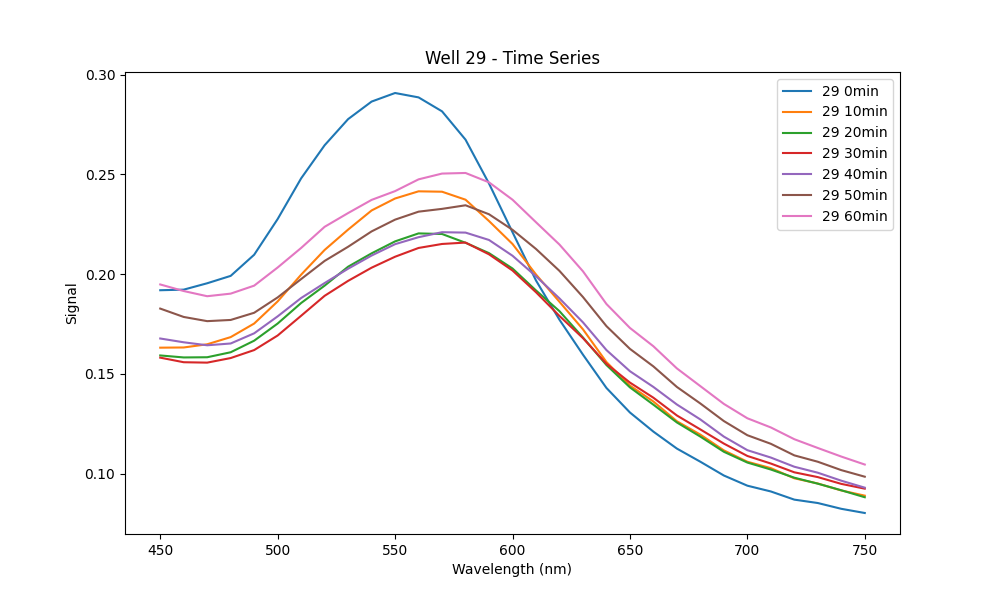 Well 29 - Time Series
0.30
0.25
0.20
0.15
0.10
Signal
450 500 550 600 650 700 750
Wavelength (nm)
29 0min
29 10min
29 20min
29 30min
29 40min
29 50min
29 60min